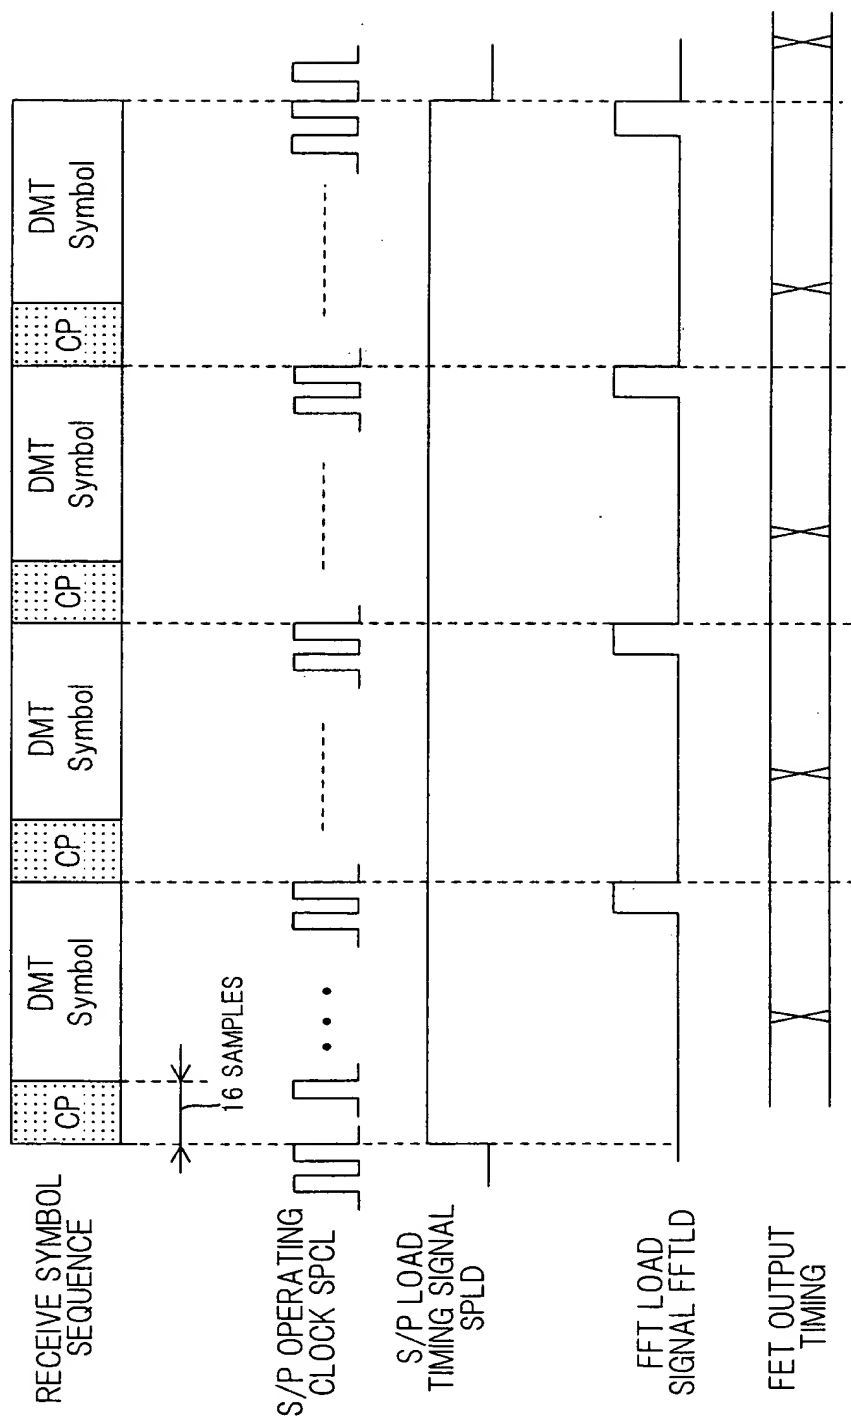 RECEIVE SYMBOL
SEQUENCE
CP
DMT
Symbol
CP
DMT
Symbol
CP
DMT
Symbol
CP
DMT
Symbol
16 SAMPLES
S/P OPERATING
CLOCK SPCL
S/P LOAD
TIMING SIGNAL
SPLD
FFT LOAD
SIGNAL FFTLD
FET OUTPUT
TIMING